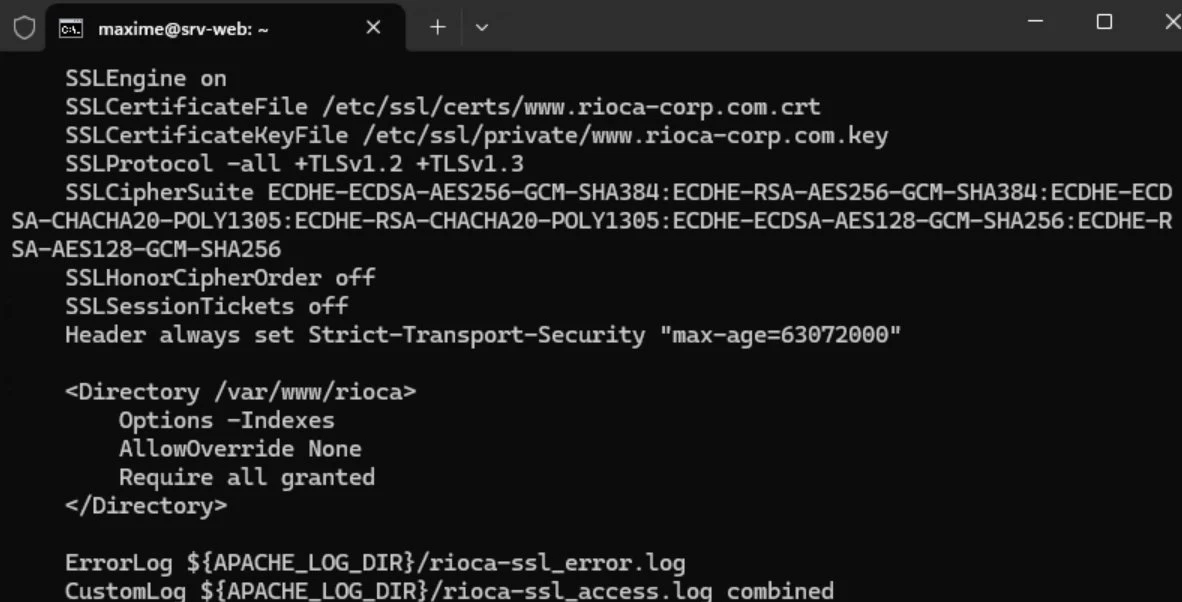 maxime@srv-web: ~
SSLEngine on
SSLCertificateFile /etc/ssl/certs/www.rioca-corp.com.crt
SSLCertificateKeyFile /etc/ssl/private/www.rioca-corp.com.key
SSLProtocol -all +TLSv1.2 +TLSv1.3
SSLCipherSuite ECDHE-ECDSA-AES256-GCM-SHA384:ECDHE-RSA-AES256-GCM-SHA384:ECDHE-ECD
SA-CHACHA20-POLY1305:ECDHE-RSA-CHACHA20-POLY1305:ECDHE-ECDSA-AES128-GCM-SHA256:ECDHE-R
SA-AES128-GCM-SHA256
SSLHonorCipherOrder off
SSLSessionTickets off
Header always set Strict-Transport-Security "max-age=63072000"
<Directory /var/www/rioca>
Options -Indexes
AllowOverride None
Require all granted
</Directory>
ErrorLog ${APACHE_LOG_DIR}/rioca-ssl_error.log
CustomLog ${APACHE_LOG_DIR}/rioca-ssl_access.log combined